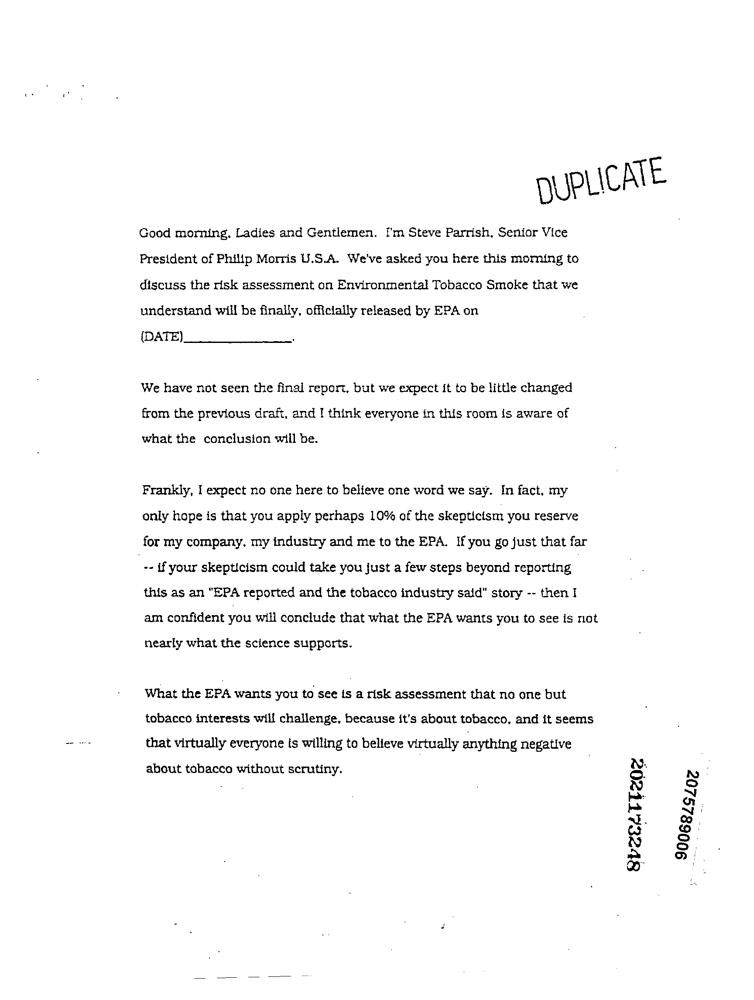 DUPLICATE
Good morning, Ladies and Gentlemen. I'm Steve Parrish, Senior Vice
President of Philip Morris U.S.A. We've asked you here this morning to
discuss the risk assessment on Environmental Tobacco Smoke that we
understand will be finally, officially released by EPA on
(DATE)_______________.
We have not seen the final report, but we expect it to be little changed
from the previous draft, and I think everyone in this room is aware of
what the conclusion will be.
Frankly, I expect no one here to believe one word we say. In fact, my
only hope is that you apply perhaps 10% of the skepticism you reserve
for my company, my industry and me to the EPA. If you go just that far
-- if your skepticism could take you just a few steps beyond reporting
this as an "EPA reported and the tobacco industry said" story -- then I
am confident you will conclude that what the EPA wants you to see is not
nearly what the science supports.
What the EPA wants you to see is a risk assessment that no one but
tobacco interests will challenge, because it's about tobacco, and it seems
that virtually everyone is willing to believe virtually anything negative
about tobacco without scrutiny.
2021173248
2075789006